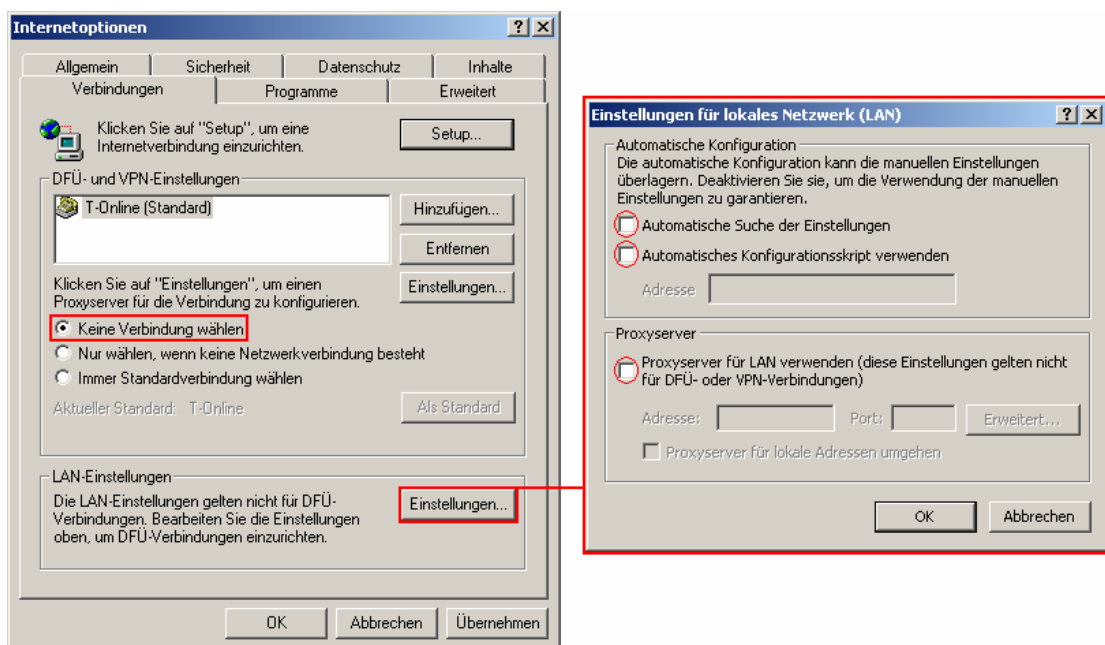 Internetoptionen
Allgemein
Sicherheit
Datenschutz
Inhalte
Verbindungen
Programme
Erweitert
Klicken Sie auf "Setup", um eine
Internetverbindung einzurichten.
Setup...
DFÜ- und VPN-Einstellungen
T-Online (Standard)
Hinzufügen...
Entfernen
Klicken Sie auf "Einstellungen", um einen
Proxyserver für die Verbindung zu konfigurieren.
Einstellungen...
Keine Verbindung wählen
Nur wählen, wenn keine Netzwerkverbindung besteht
Immer Standardverbindung wählen
Aktueller Standard: T-Online
Als Standard
LAN-Einstellungen
Die LAN-Einstellungen gelten nicht für DFÜ-
Verbindungen. Bearbeiten Sie die Einstellungen
oben, um DFÜ-Verbindungen einzurichten.
Einstellungen...
OK
Abbrechen
Übernehmen
Einstellungen für lokales Netzwerk (LAN)
Automatische Konfiguration
Die automatische Konfiguration kann die manuellen Einstellungen
überlagern. Deaktivieren Sie sie, um die Verwendung der manuellen
Einstellungen zu garantieren.
Automatische Suche der Einstellungen
Automatisches Konfigurationsskript verwenden
Adresse
Proxyserver
Proxyserver für LAN verwenden (diese Einstellungen gelten nicht
für DFÜ- oder VPN-Verbindungen)
Adresse:
Port:
Erweitert...
Proxyserver für lokale Adressen umgehen
OK
Abbrechen